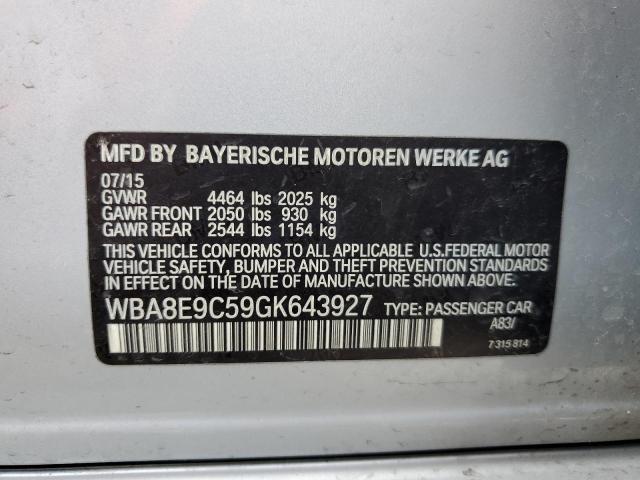 MFD BY BAYERISCHE MOTOREN WERKE AG
07/15
GVWR 4464 lbs 2025 kg
GAWR FRONT 2050 lbs 930 kg
GAWR REAR 2544 lbs 1154 kg
THIS VEHICLE CONFORMS TO ALL APPLICABLE U.S.FEDERAL MOTOR
VEHICLE SAFETY, BUMPER AND THEFT PREVENTION STANDARDS
IN EFFECT ON THE DATE OF MANUFACTURE SHOWN ABOVE.
WBA8E9C59GK643927 TYPE: PASSENGER CAR
A83/
7 315 814